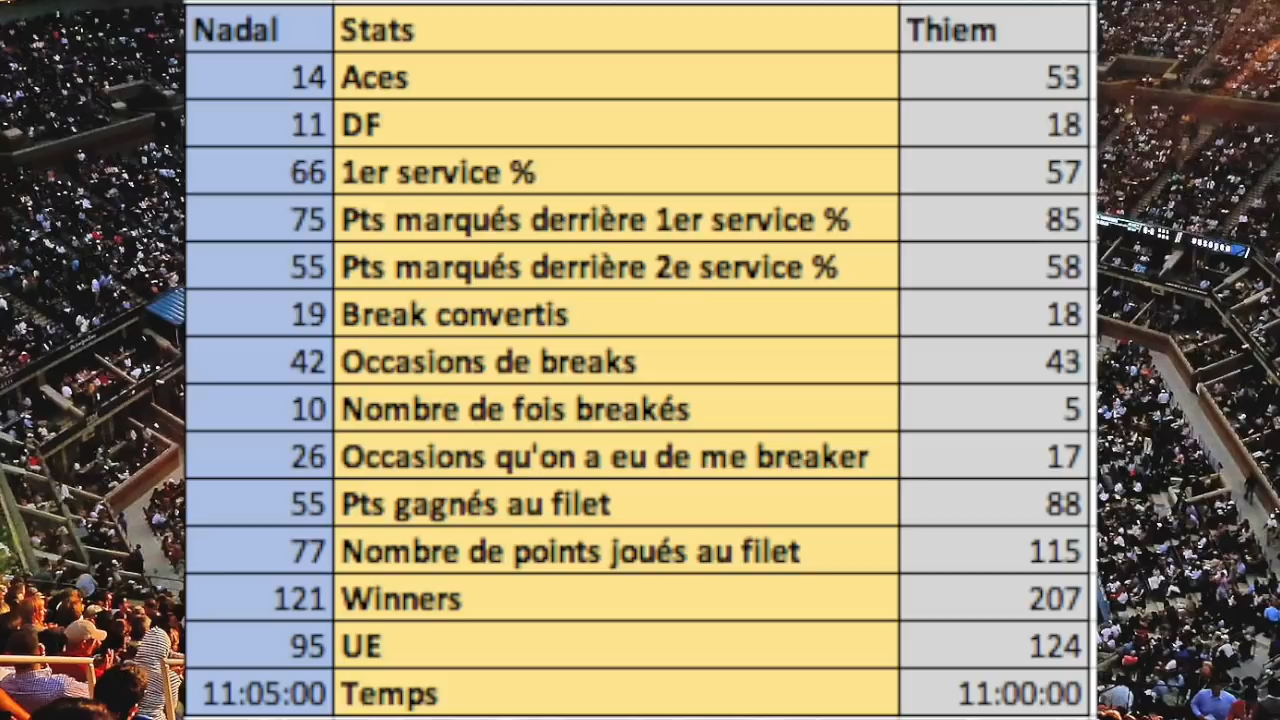 Nadal Stats Thiem
14 Aces 53
11 DF 18
66 1er service % 57
75 Pts marqués derrière 1er service % 85
55 Pts marqués derrière 2e service % 58
19 Break convertis 18
42 Occasions de breaks 43
10 Nombre de fois breakés 5
26 Occasions qu'on a eu de me breaker 17
55 Pts gagnés au filet 88
77 Nombre de points joués au filet 115
121 Winners 207
95 UE 124
11:05:00 Temps 11:00:00